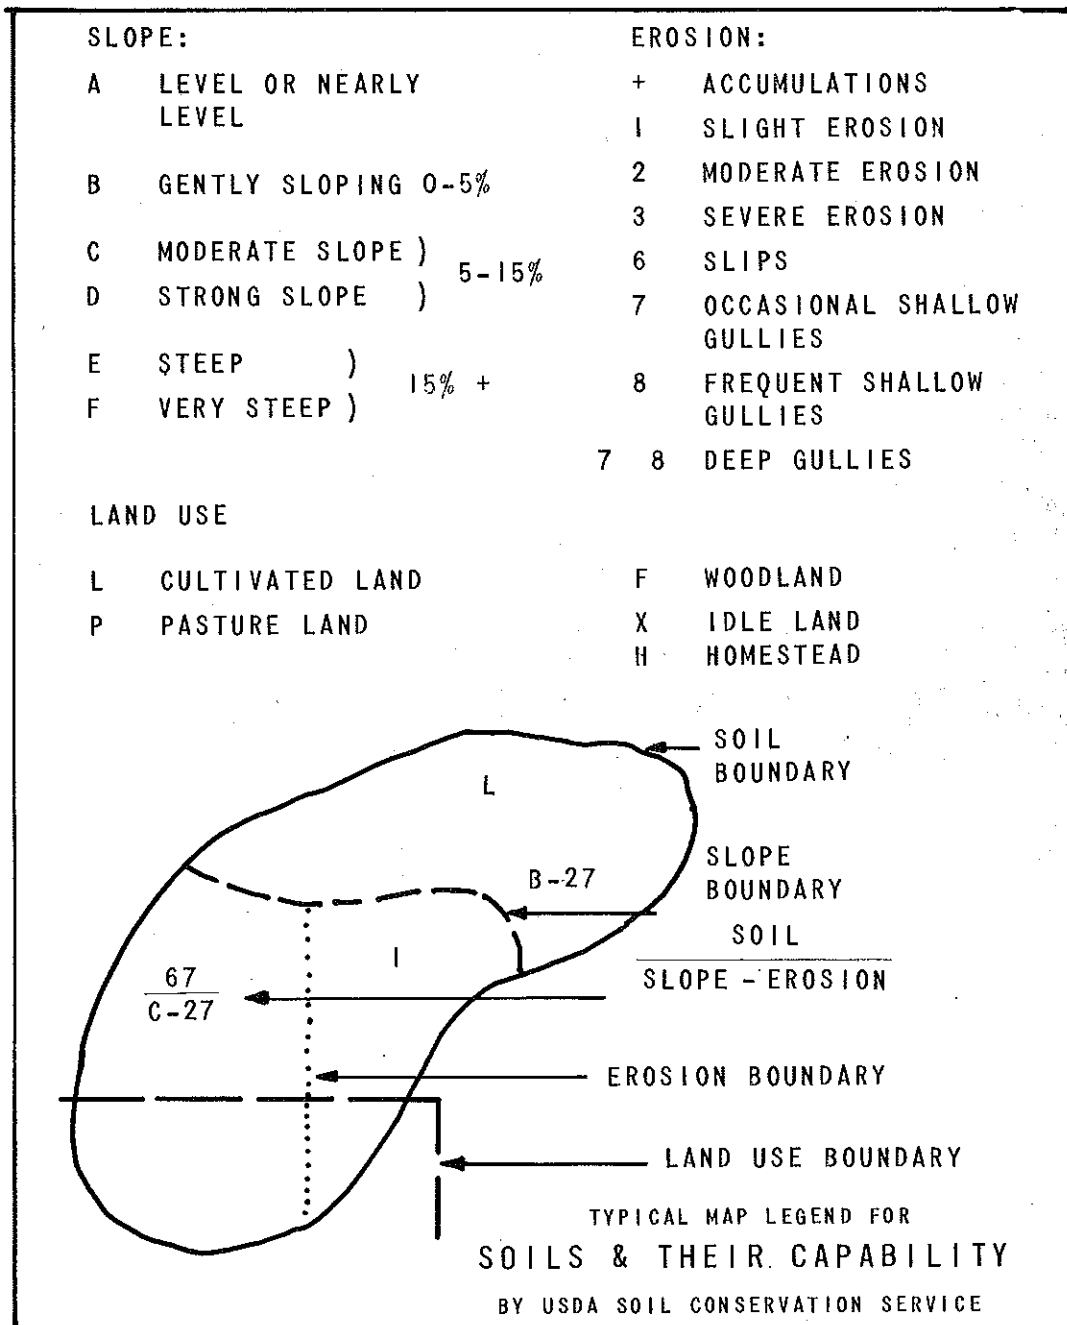 SLOPE:
A LEVEL OR NEARLY
LEVEL
B GENTLY SLOPING 0-5%
C MODERATE SLOPE )
5-15%
D STRONG SLOPE )
E STEEP )
15% +
F VERY STEEP )
EROSION:
+ ACCUMULATIONS
1 SLIGHT EROSION
2 MODERATE EROSION
3 SEVERE EROSION
6 SLIPS
7 OCCASIONAL SHALLOW
GULLIES
8 FREQUENT SHALLOW
GULLIES
7 8 DEEP GULLIES
LAND USE
L CULTIVATED LAND
P PASTURE LAND
F WOODLAND
X IDLE LAND
H HOMESTEAD
SOIL
BOUNDARY
L
SLOPE
BOUNDARY
B-27
SOIL
SLOPE - EROSION
1
67
C-27
EROSION BOUNDARY
LAND USE BOUNDARY
TYPICAL MAP LEGEND FOR
SOILS & THEIR CAPABILITY
BY USDA SOIL CONSERVATION SERVICE